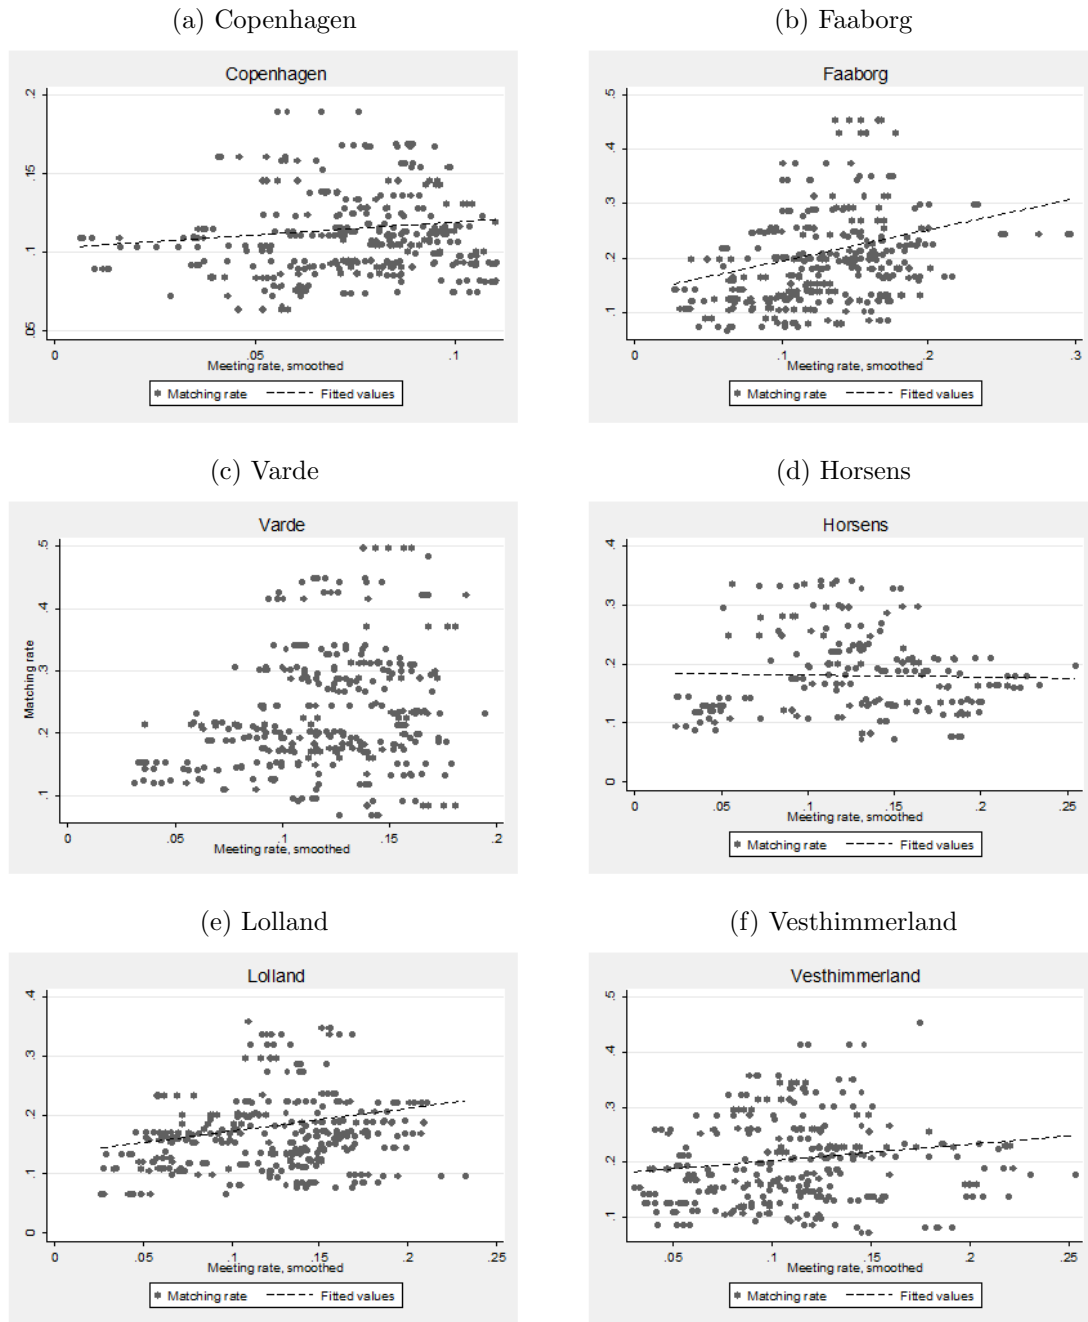 (a) Copenhagen
Copenhagen
.2
.15
.1
.05
0
.05
.1
Meeting rate, smoothed
Matching rate
Fitted values
(b) Faaborg
Faaborg
.5
.4
.3
.2
.1
0
.1
.2
.3
Meeting rate, smoothed
Matching rate
Fitted values
(c) Varde
Varde
Matching rate
.5
.4
.3
.2
.1
0
.05
.1
.15
.2
Meeting rate, smoothed
(d) Horsens
Horsens
.4
.3
.2
.1
0
0
.05
.1
.15
.2
.25
Meeting rate, smoothed
Matching rate
Fitted values
(e) Lolland
Lolland
.4
.3
.2
.1
0
0
.05
.1
.15
.2
.25
Meeting rate, smoothed
Matching rate
Fitted values
(f) Vesthimmerland
Vesthimmerland
.5
.4
.3
.2
.1
.05
.1
.15
.2
.25
Meeting rate, smoothed
Matching rate
Fitted values